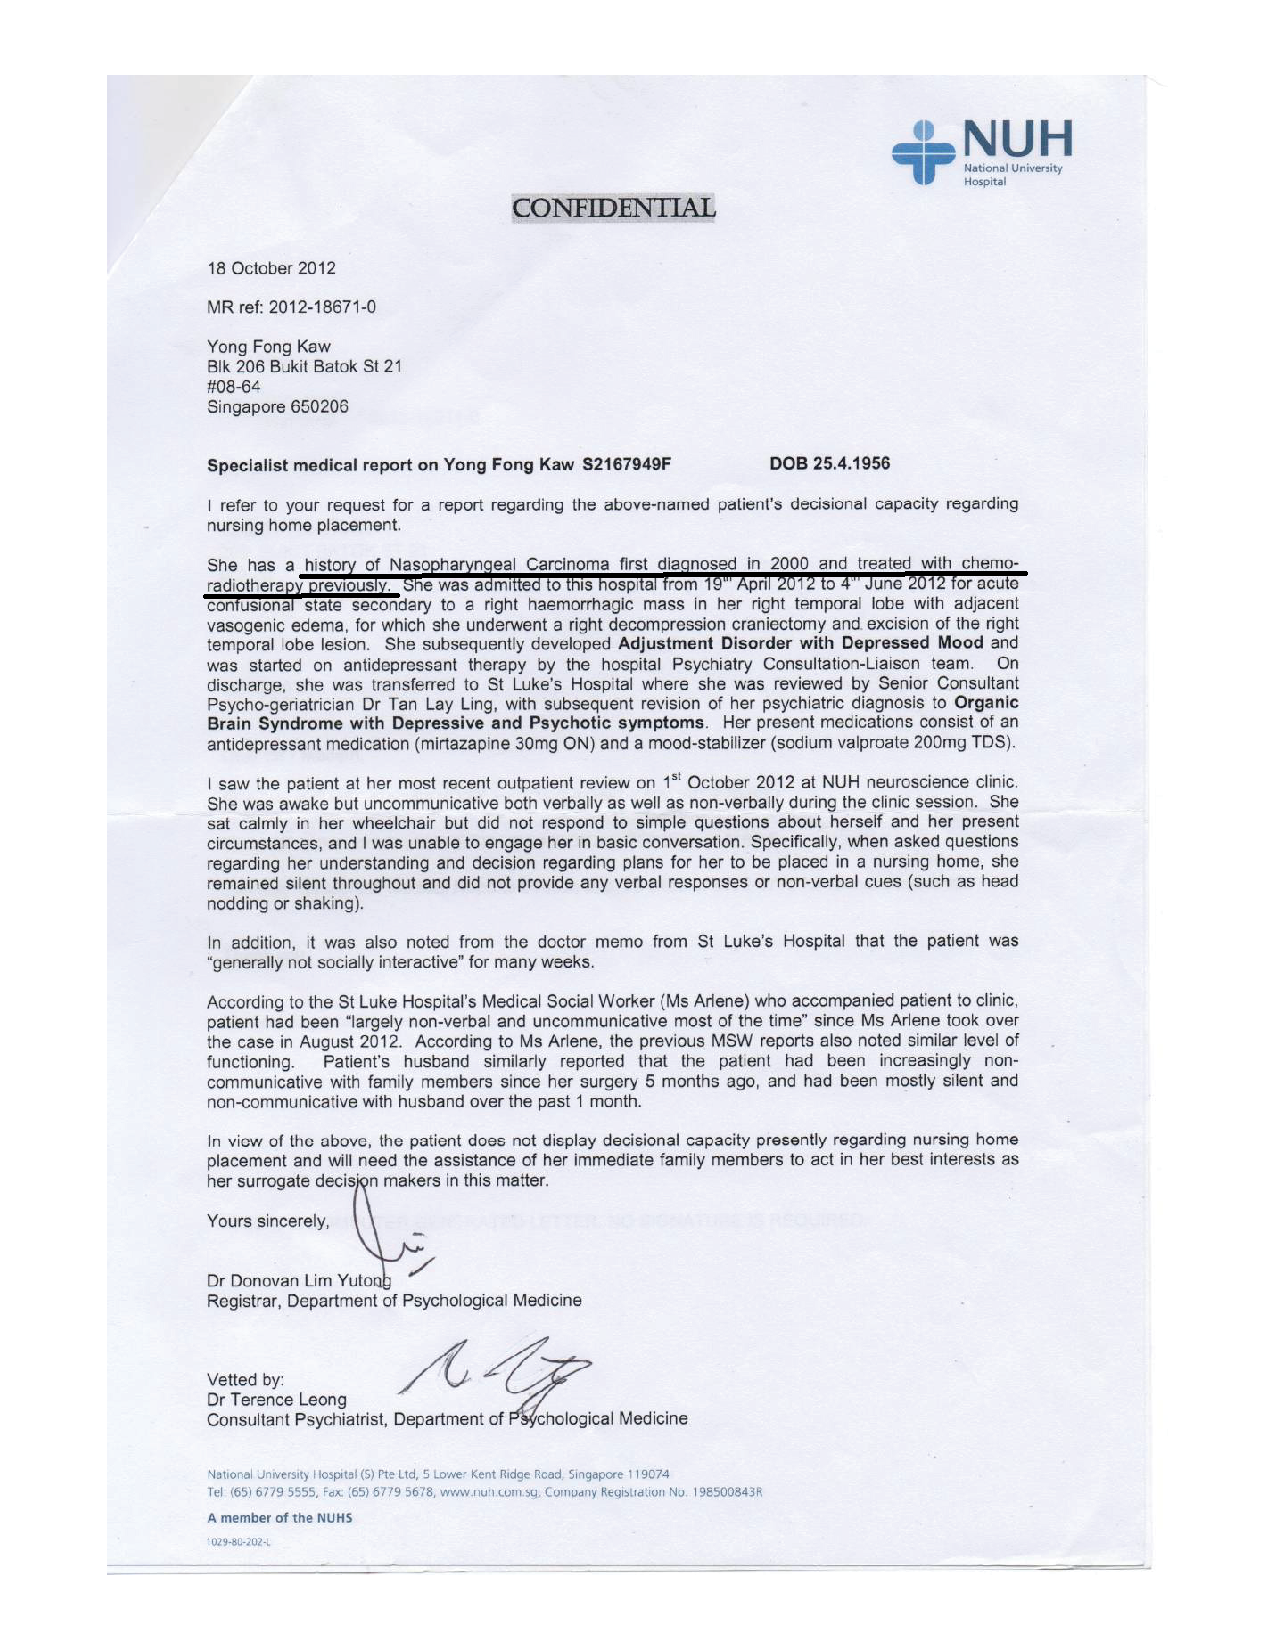 NUH
National University
Hospital
CONFIDENTIAL
18 October 2012
MR ref: 2012-18671-0
Yong Fong Kaw
Blk 206 Bukit Batok St 21
#08-64
Singapore 650206
Specialist medical report on Yong Fong Kaw S2167949F DOB 25.4.1956
I refer to your request for a report regarding the above-named patient's decisional capacity regarding
nursing home placement.
She has a history of Nasopharyngeal Carcinoma first diagnosed in 2000 and treated with chemo-
radiotherapy previously. She was admitted to this hospital from 19th April 2012 to 4th June 2012 for acute
confusional state secondary to a right haemorrhagic mass in her right temporal lobe with adjacent
vasogenic edema, for which she underwent a right decompression craniectomy and excision of the right
temporal lobe lesion. She subsequently developed Adjustment Disorder with Depressed Mood and
was started on antidepressant therapy by the hospital Psychiatry Consultation-Liaison team. On
discharge, she was transferred to St Luke's Hospital where she was reviewed by Senior Consultant
Psycho-geriatrician Dr Tan Lay Ling, with subsequent revision of her psychiatric diagnosis to Organic
Brain Syndrome with Depressive and Psychotic symptoms. Her present medications consist of an
antidepressant medication (mirtazapine 30mg ON) and a mood-stabilizer (sodium valproate 200mg TDS).
I saw the patient at her most recent outpatient review on 1st October 2012 at NUH neuroscience clinic.
She was awake but uncommunicative both verbally as well as non-verbally during the clinic session. She
sat calmly in her wheelchair but did not respond to simple questions about herself and her present
circumstances, and I was unable to engage her in basic conversation. Specifically, when asked questions
regarding her understanding and decision regarding plans for her to be placed in a nursing home, she
remained silent throughout and did not provide any verbal responses or non-verbal cues (such as head
nodding or shaking).
In addition, it was also noted from the doctor memo from St Luke's Hospital that the patient was
"generally not socially interactive" for many weeks.
According to the St Luke Hospital's Medical Social Worker (Ms Arlene) who accompanied patient to clinic,
patient had been "largely non-verbal and uncommunicative most of the time" since Ms Arlene took over
the case in August 2012. According to Ms Arlene, the previous MSW reports also noted similar level of
functioning. Patient's husband similarly reported that the patient had been increasingly non-
communicative with family members since her surgery 5 months ago, and had been mostly silent and
non-communicative with husband over the past 1 month.
In view of the above, the patient does not display decisional capacity presently regarding nursing home
placement and will need the assistance of her immediate family members to act in her best interests as
her surrogate decision makers in this matter.
Yours sincerely,
Dr Donovan Lim Yutong
Registrar, Department of Psychological Medicine
Vetted by:
Dr Terence Leong
Consultant Psychiatrist, Department of Psychological Medicine
National University Hospital (S) Pte Ltd, 5 Lower Kent Ridge Road, Singapore 119074
Tel: (65) 6779 5555, Fax: (65) 6779 5678, www.nuh.com.sg, Company Registration No. 198500843R
A member of the NUHS
1029-80-202-L